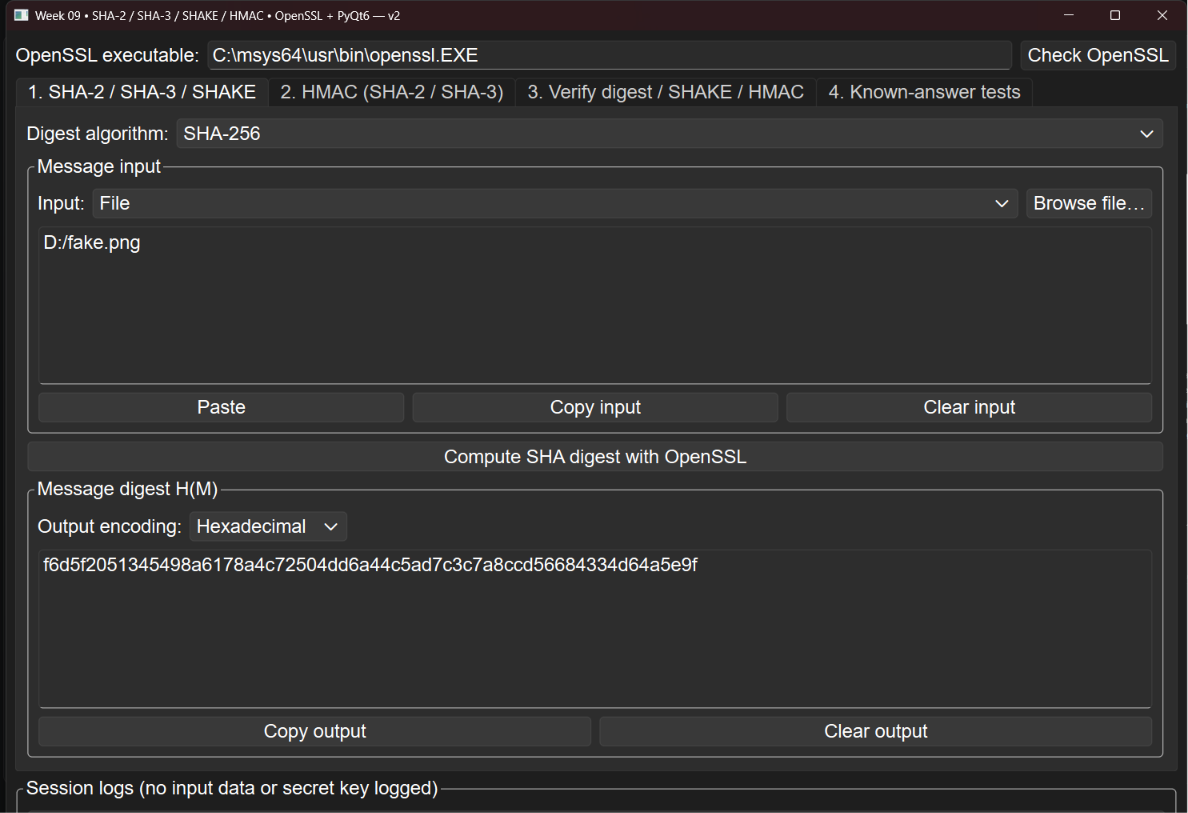 Week 09 • SHA-2 / SHA-3 / SHAKE / HMAC • OpenSSL + PyQt6 — v2
OpenSSL executable: C:\msys64\usr\bin\openssl.EXE Check OpenSSL
1. SHA-2 / SHA-3 / SHAKE 2. HMAC (SHA-2 / SHA-3) 3. Verify digest / SHAKE / HMAC 4. Known-answer tests
Digest algorithm: SHA-256
Message input
Input: File Browse file…
D:/fake.png
Paste Copy input Clear input
Compute SHA digest with OpenSSL
Message digest H(M)
Output encoding: Hexadecimal
f6d5f2051345498a6178a4c72504dd6a44c5ad7c3c7a8ccd56684334d64a5e9f
Copy output Clear output
Session logs (no input data or secret key logged)